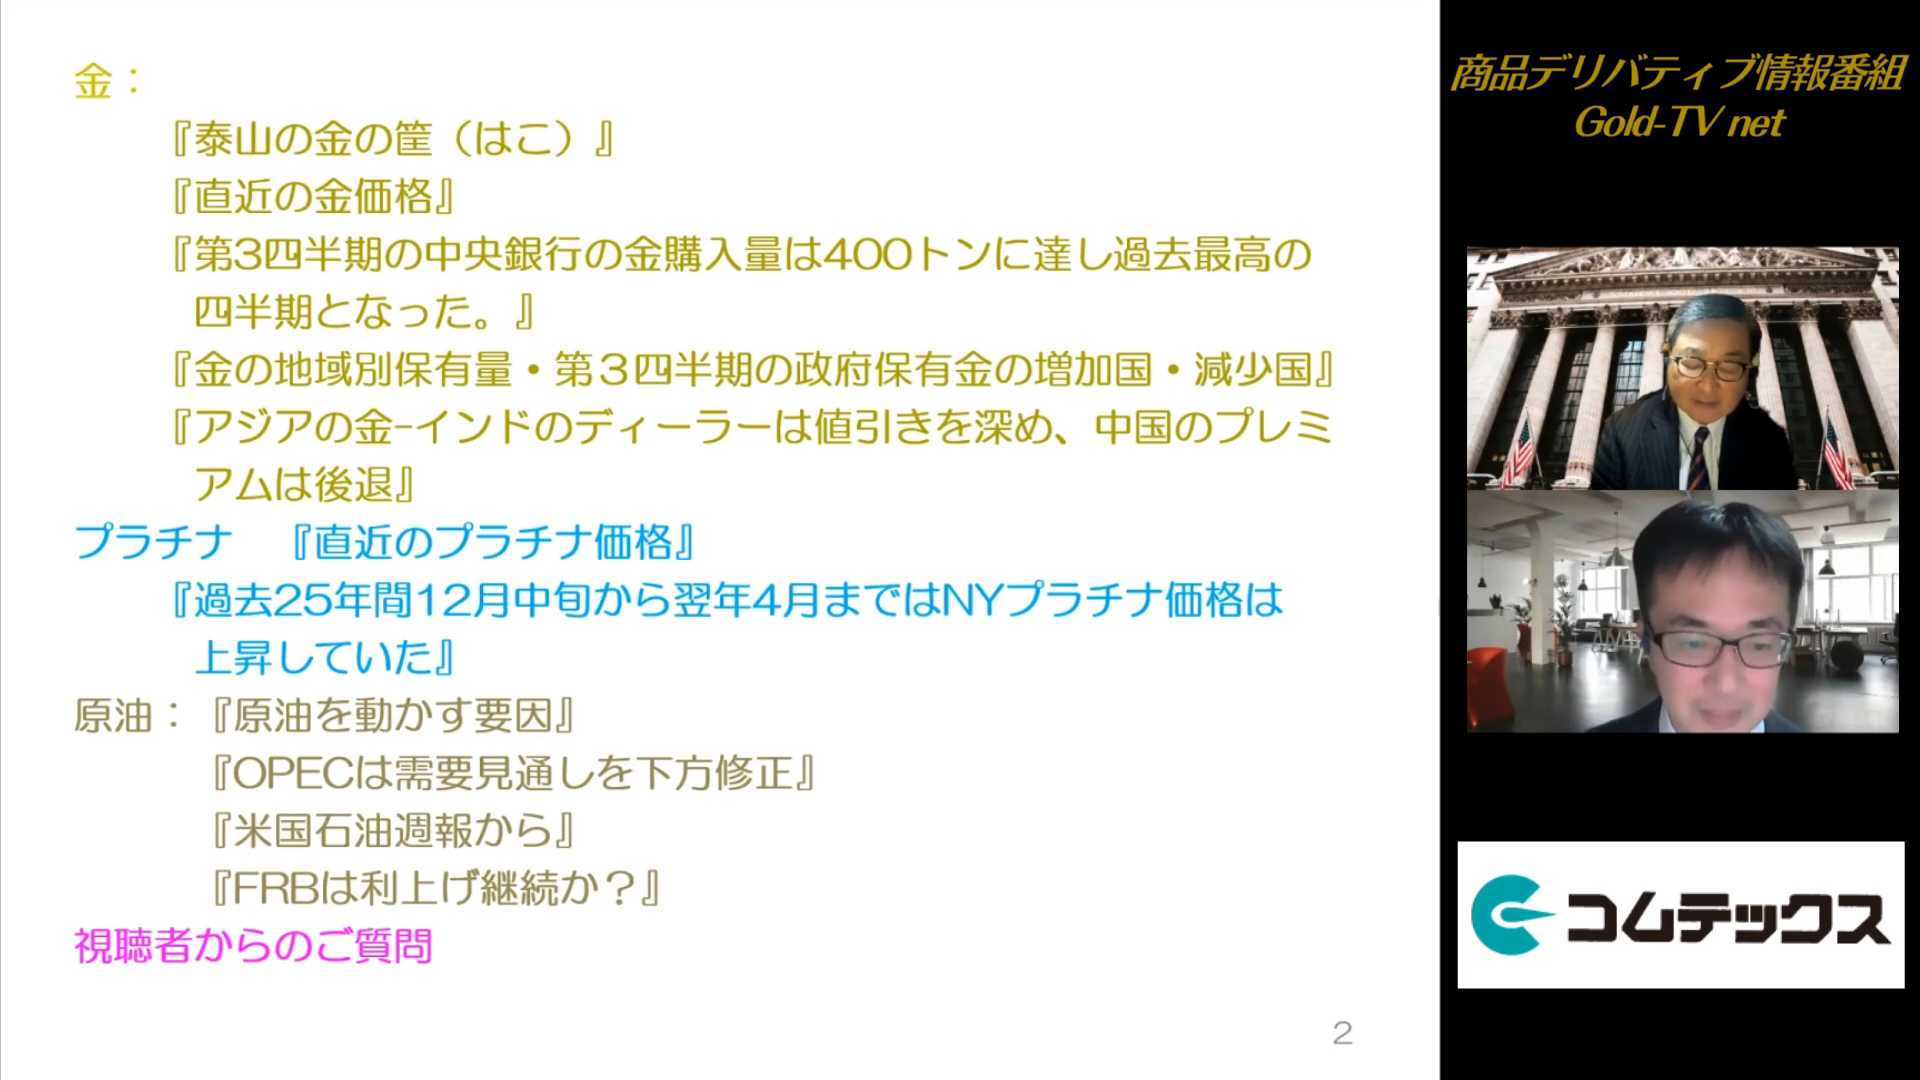 金：
『泰山の金の筐（はこ）』
『直近の金価格』
『第3四半期の中央銀行の金購入量は400トンに達し過去最高の
四半期となった。』
『金の地域別保有量・第３四半期の政府保有金の増加国・減少国』
『アジアの金−インドのディーラーは値引きを深め、中国のプレミ
アムは後退』
プラチナ　『直近のプラチナ価格』
『過去25年間12月中旬から翌年4月まではNYプラチナ価格は
上昇していた』
原油：『原油を動かす要因』
『OPECは需要見通しを下方修正』
『米国石油週報から』
『FRBは利上げ継続か？』
視聴者からのご質問
2
商品デリバティブ情報番組
Gold-TV net
コムテックス